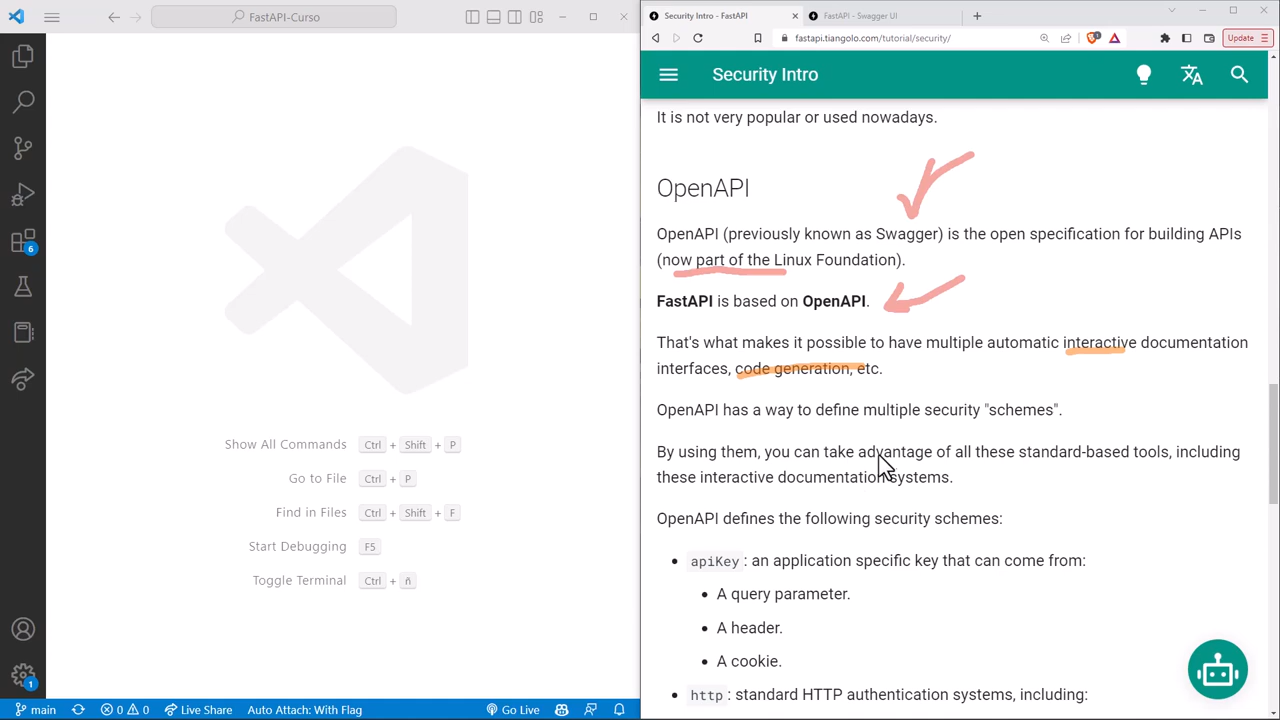 FastAPI-Curso
Show All Commands Ctrl + Shift + P
Go to File Ctrl + P
Find in Files Ctrl + Shift + F
Start Debugging F5
Toggle Terminal Ctrl + ñ
6
1
main 0 0 Live Share Auto Attach: With Flag Go Live
Security Intro - FastAPI FastAPI - Swagger UI
fastapi.tiangolo.com/tutorial/security/ Update
Security Intro
It is not very popular or used nowadays.
OpenAPI
OpenAPI (previously known as Swagger) is the open specification for building APIs
(now part of the Linux Foundation).
FastAPI is based on OpenAPI.
That's what makes it possible to have multiple automatic interactive documentation
interfaces, code generation, etc.
OpenAPI has a way to define multiple security "schemes".
By using them, you can take advantage of all these standard-based tools, including
these interactive documentation systems.
OpenAPI defines the following security schemes:
apiKey : an application specific key that can come from:
A query parameter.
A header.
A cookie.
http : standard HTTP authentication systems, including: